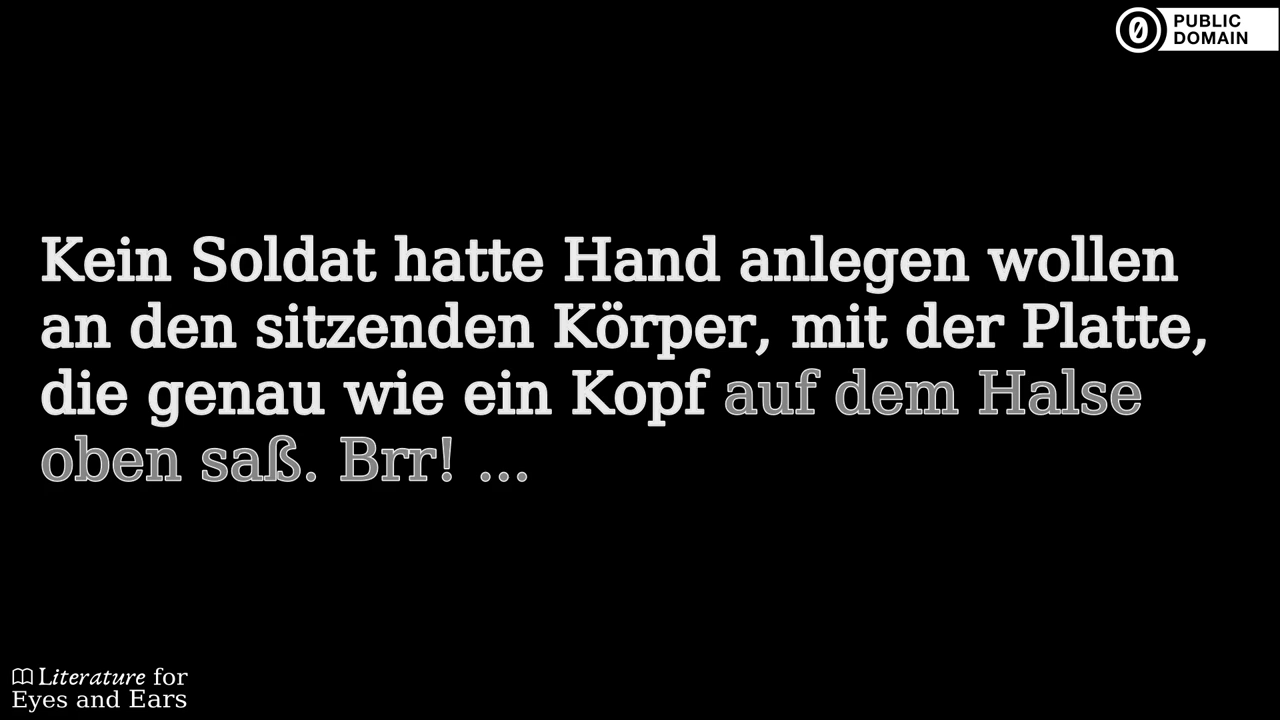 PUBLIC
DOMAIN
Kein Soldat hatte Hand anlegen wollen
an den sitzenden Körper, mit der Platte,
die genau wie ein Kopf auf dem Halse
oben saß. Brr! ...
Literature for
Eyes and Ears